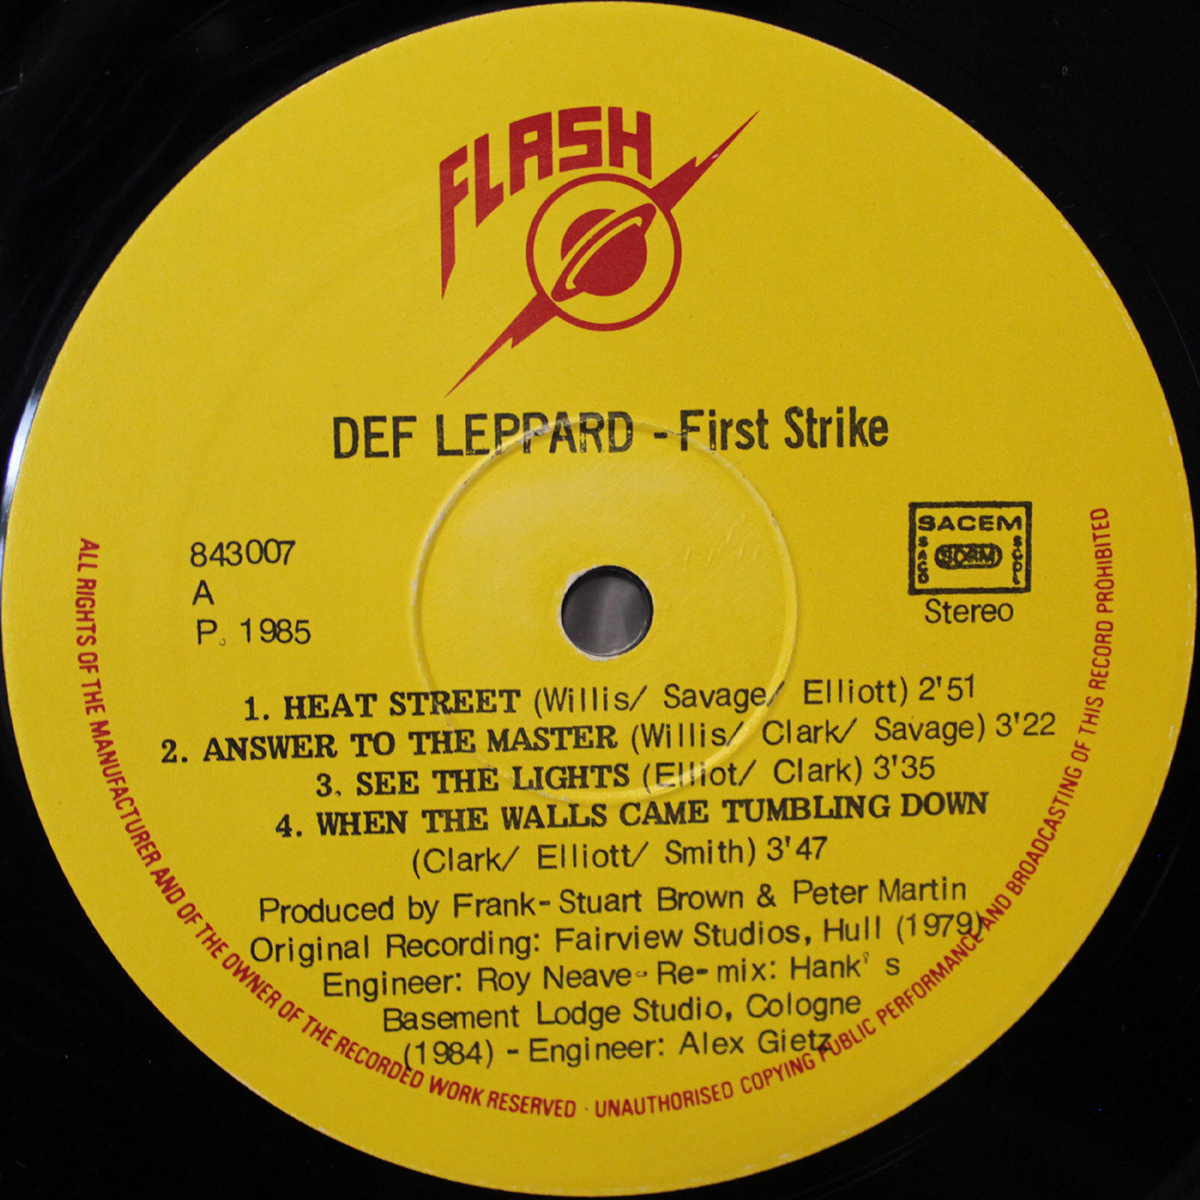 FLASH
DEF LEPPARD - First Strike
843007
A
P. 1985
SACEM
SACD
SDRM
SCDL
Stereo
1. HEAT STREET (Willis/ Savage/ Elliott) 2'51
2. ANSWER TO THE MASTER (Willis/ Clark/ Savage) 3'22
3. SEE THE LIGHTS (Elliot/ Clark) 3'35
4. WHEN THE WALLS CAME TUMBLING DOWN
(Clark/ Elliott/ Smith) 3'47
Produced by Frank-Stuart Brown & Peter Martin
Original Recording: Fairview Studios, Hull (1979)
Engineer: Roy Neave- Re-mix: Hank's
Basement Lodge Studio, Cologne
(1984) - Engineer: Alex Gietz
ALL RIGHTS OF THE MANUFACTURER AND OF THE OWNER OF THE RECORDED WORK RESERVED · UNAUTHORISED COPYING PUBLIC PERFORMANCE AND BROADCASTING OF THIS RECORD PROHIBITED